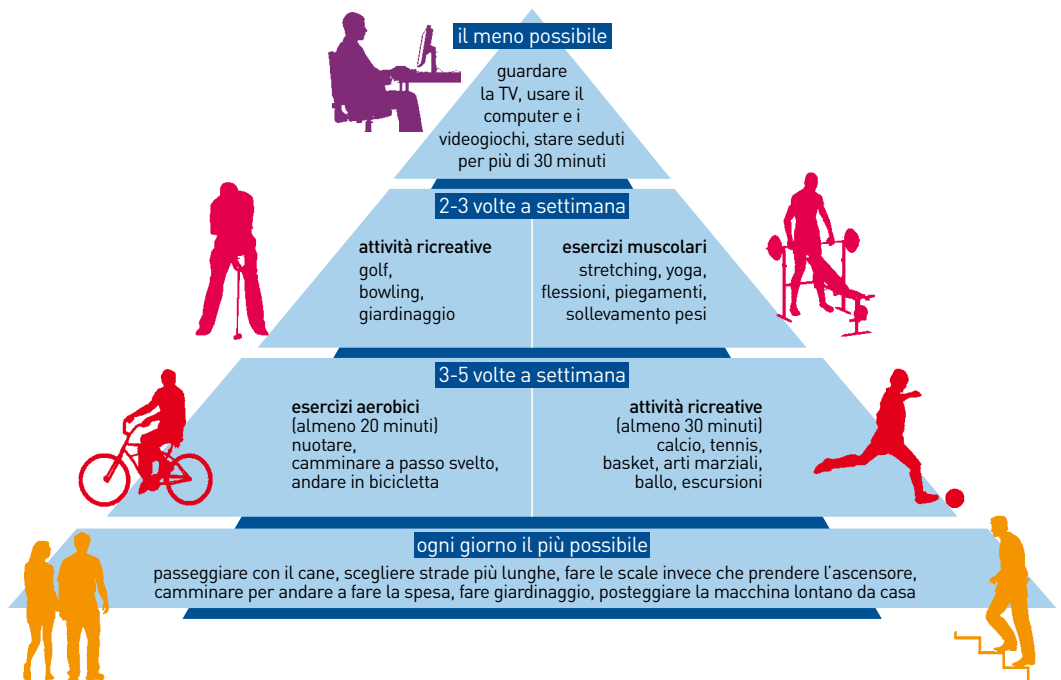 il meno possibile
guardare
la TV, usare il
computer e i
videogiochi, stare seduti
per più di 30 minuti
2-3 volte a settimana
attività ricreative
golf,
bowling,
giardinaggio
esercizi muscolari
stretching, yoga,
flessioni, piegamenti,
sollevamento pesi
3-5 volte a settimana
esercizi aerobici
(almeno 20 minuti)
nuotare,
camminare a passo svelto,
andare in bicicletta
attività ricreative
(almeno 30 minuti)
calcio, tennis,
basket, arti marziali,
ballo, escursioni
ogni giorno il più possibile
passeggiare con il cane, scegliere strade più lunghe, fare le scale invece che prendere l'ascensore,
camminare per andare a fare la spesa, fare giardinaggio, posteggiare la macchina lontano da casa